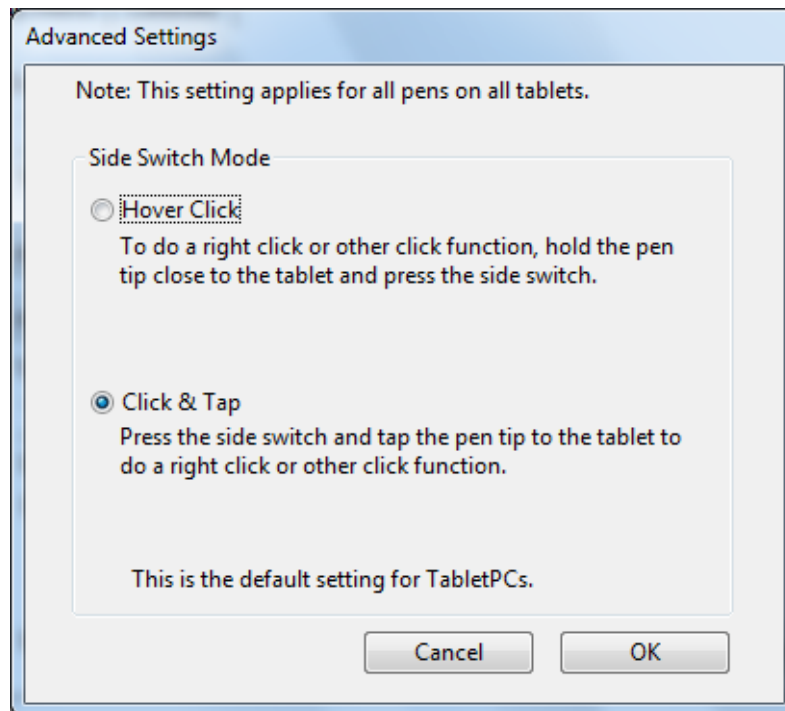 Advanced Settings
Note: This setting applies for all pens on all tablets.
Side Switch Mode
Hover Click
To do a right click or other click function, hold the pen
tip close to the tablet and press the side switch.
Click & Tap
Press the side switch and tap the pen tip to the tablet to
do a right click or other click function.
This is the default setting for TabletPCs.
Cancel OK